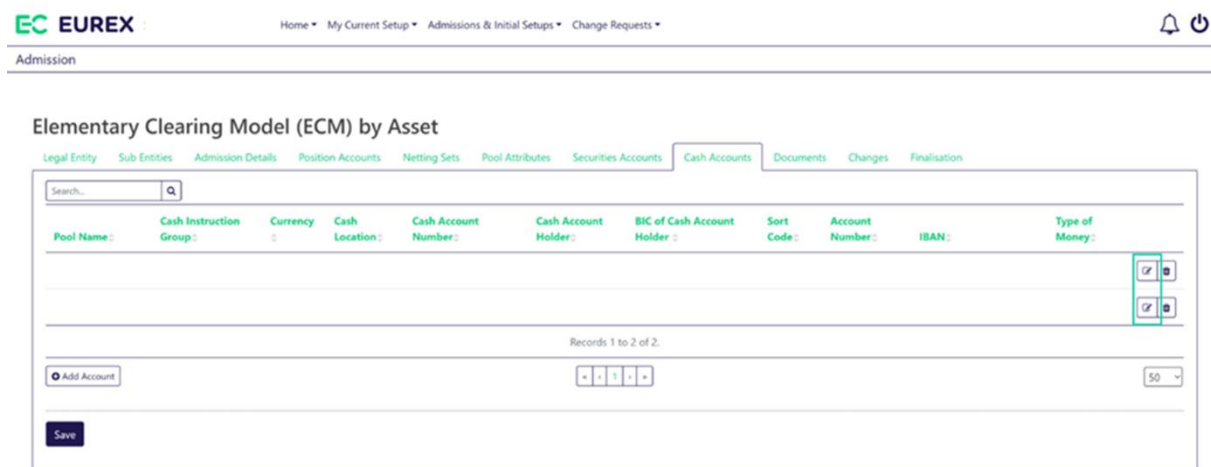 EC EUREX
Home My Current Setup Admissions & Initial Setups Change Requests
Admission
Elementary Clearing Model (ECM) by Asset
Legal Entity Sub Entities Admission Details Position Accounts Netting Sets Pool Attributes Securities Accounts Cash Accounts Documents Changes Finalisation
Search...
Pool Name Cash Instruction Group Currency Cash Location Cash Account Number Cash Account Holder BIC of Cash Account Holder Sort Code Account Number IBAN Type of Money
Records 1 to 2 of 2.
Add Account « ‹ 1 › » 50
Save